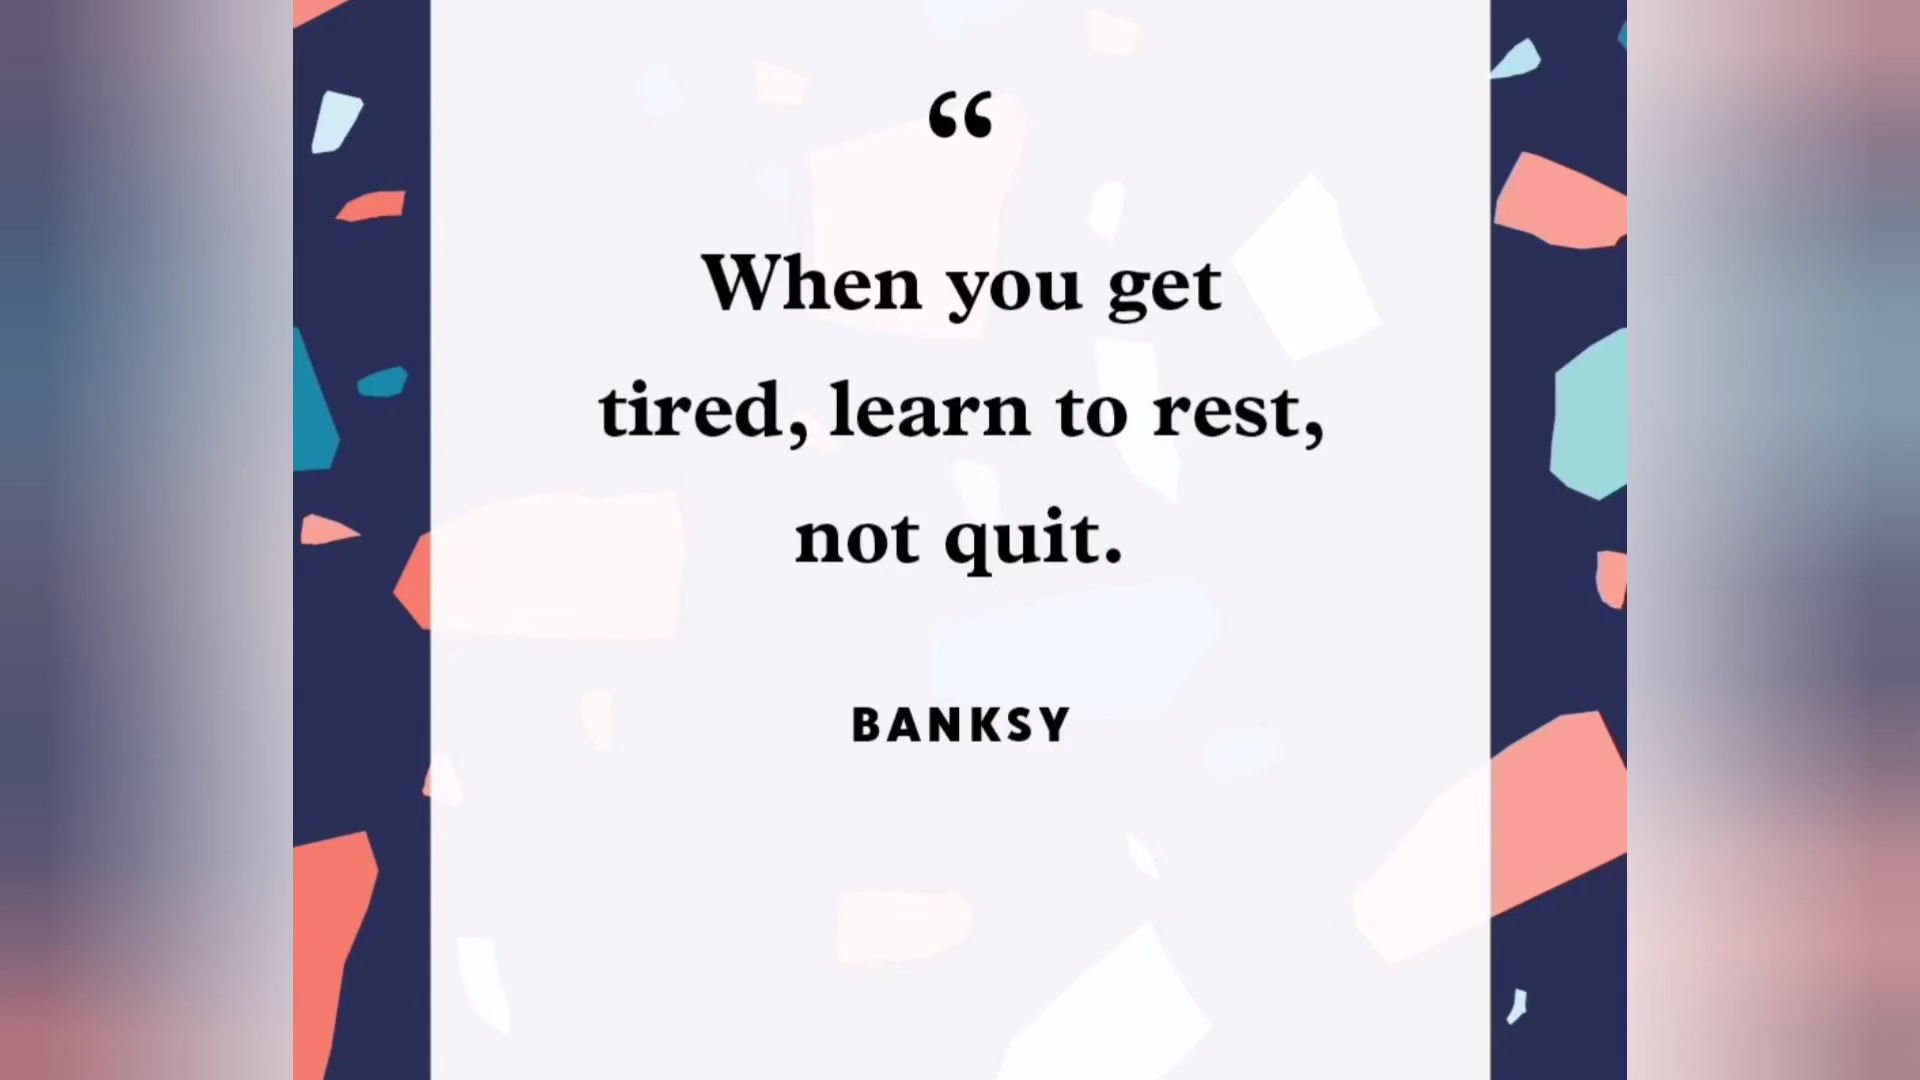 “
When you get
tired, learn to rest,
not quit.
BANKSY